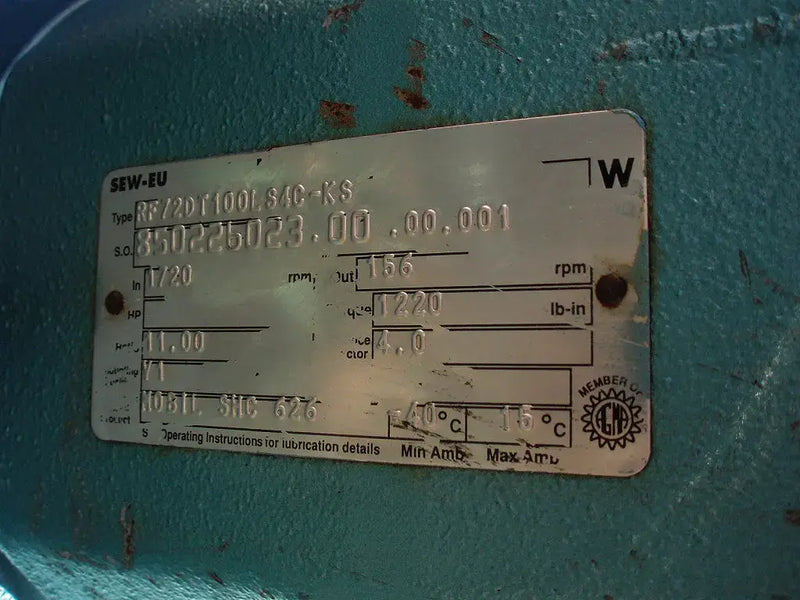 SEW-EU W
Type RF72DT100LS4C-KS
S.O. 850226023.00 .00.001
In 1720 rpm Out 156 rpm
HP 1220 lb-in
11.00 4.0
V1
MOBIL SHC 626 -40°C 15°C
Operating Instructions for lubrication details Min Amb Max Amb
MEMBER OF
AGMA